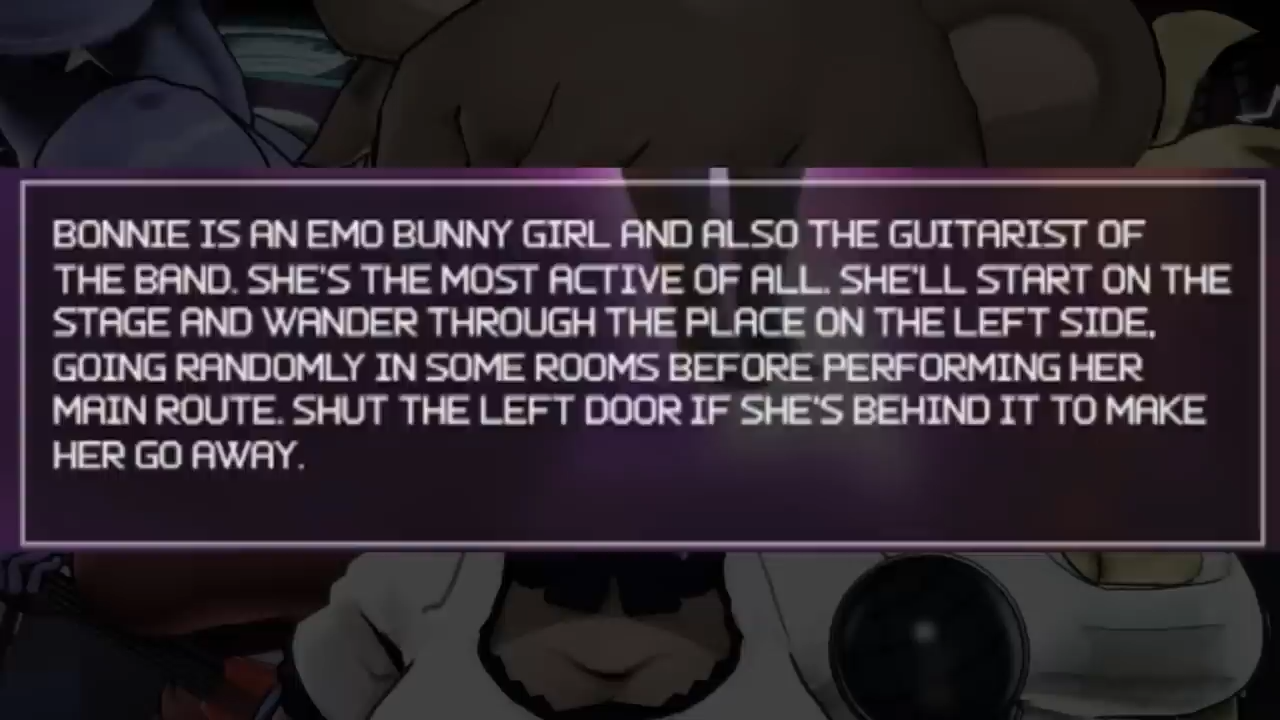 BONNIE IS AN EMO BUNNY GIRL AND ALSO THE GUITARIST OF
THE BAND. SHE'S THE MOST ACTIVE OF ALL. SHE'LL START ON THE
STAGE AND WANDER THROUGH THE PLACE ON THE LEFT SIDE,
GOING RANDOMLY IN SOME ROOMS BEFORE PERFORMING HER
MAIN ROUTE. SHUT THE LEFT DOOR IF SHE'S BEHIND IT TO MAKE
HER GO AWAY.